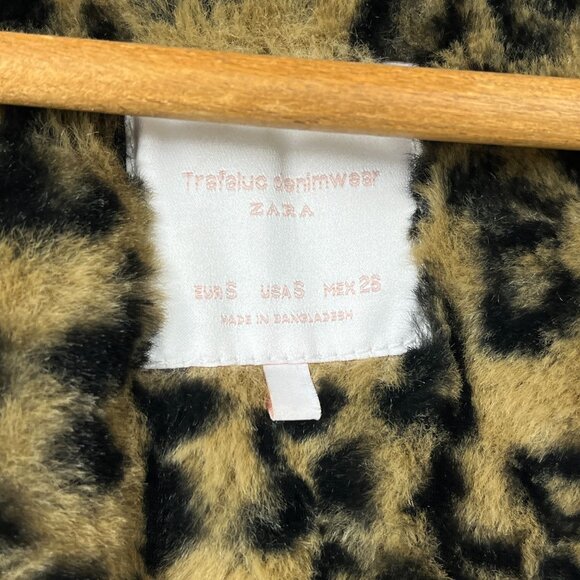 Trafaluc denimwear
ZARA
EUR S USA S MEX 26
MADE IN BANGLADESH